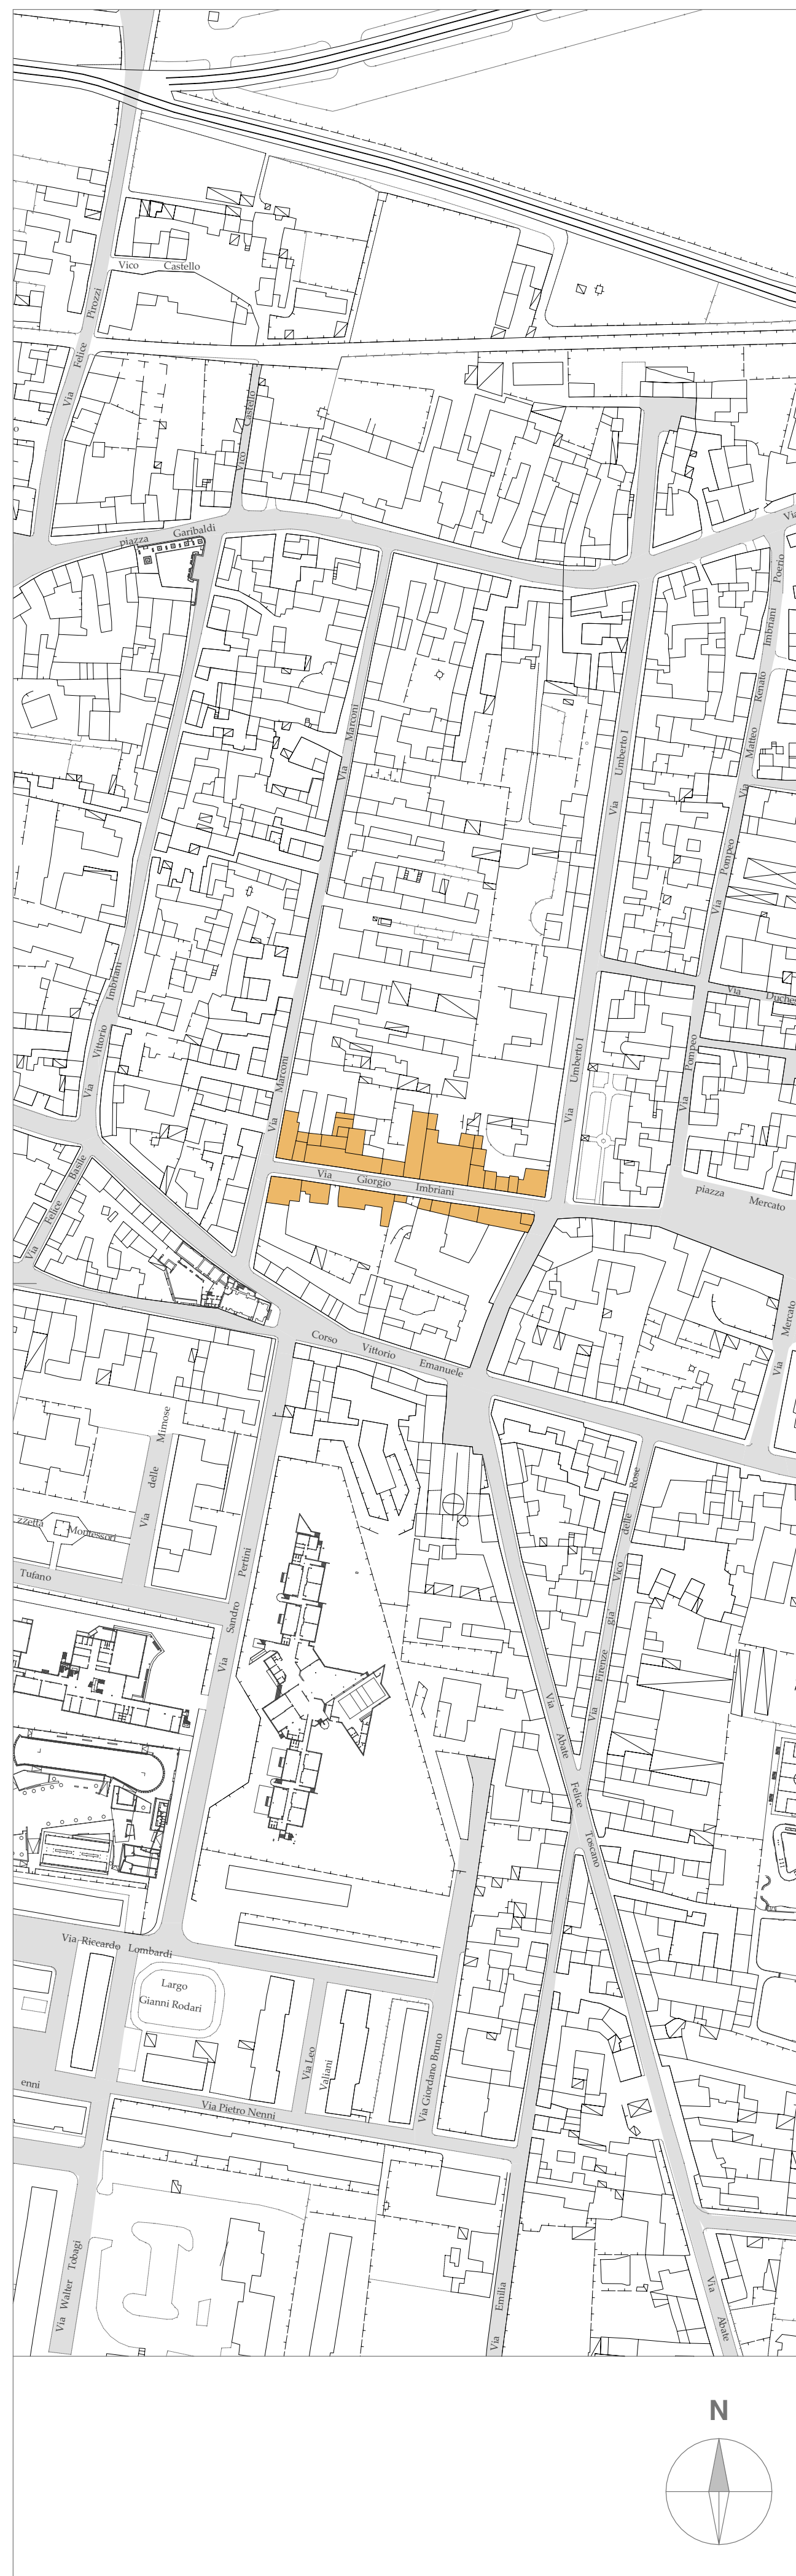 Vico Castello
Via Felice Pirozzi
Vico Castello
piazza Garibaldi
Via
Poerio
Imbriani
Via Matteo Renato
Via Marconi
Via Umberto I
Via Pompeo
Via Vittorio Imbriani
Via Marconi
Via Umberto I
Via Pompeo
Via Duches
Via Felice Basile
Via Giorgio Imbriani
piazza Mercato
Via Mercato
Corso Vittorio Emanuele
Via delle Mimose
zzetta Montessori
Tufano
Via Sandro Pertini
Vico delle Rose
Via Firenze già
Via Abate Felice Toscano
Via Riccardo Lombardi
Largo
Gianni Rodari
enni
Via Leo
Valiani
Via Giordano Bruno
Via Pietro Nenni
Via Walter Tobagi
Via Emilia
Via Abate
N